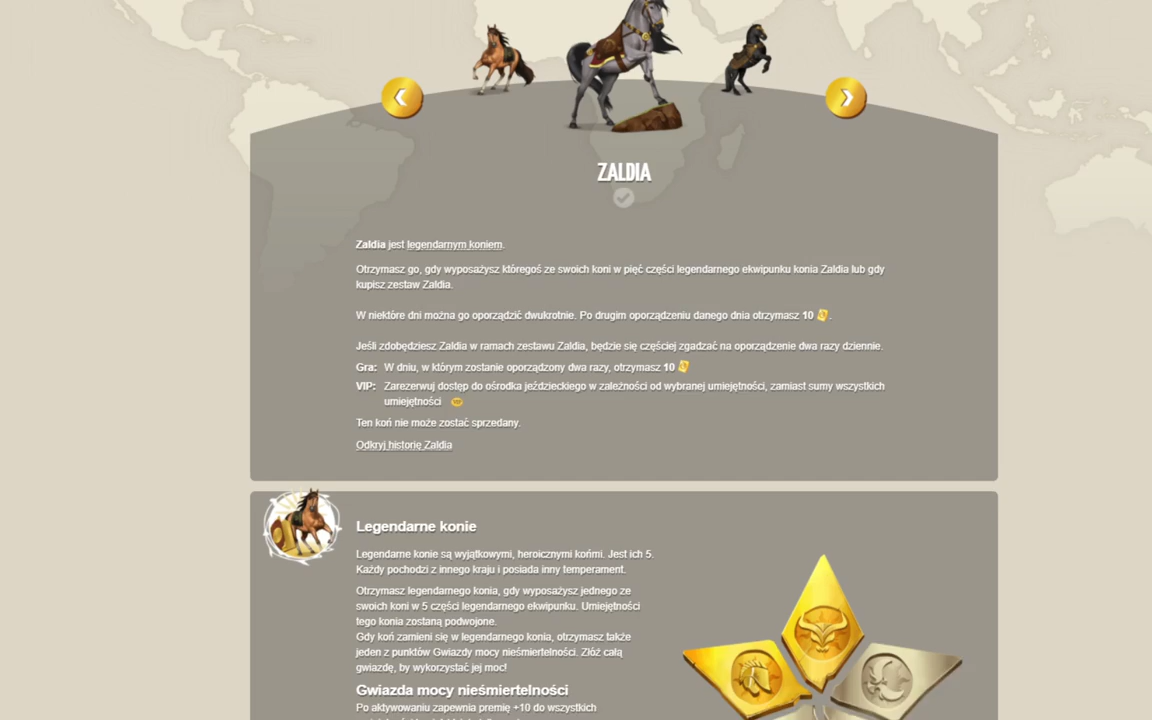 ZALDIA
Zaldia jest legendarnym koniem.
Otrzymasz go, gdy wyposażysz któregoś ze swoich koni w pięć części legendarnego ekwipunku konia Zaldia lub gdy
kupisz zestaw Zaldia.
W niektóre dni można go oporządzić dwukrotnie. Po drugim oporządzeniu danego dnia otrzymasz 10 .
Jeśli zdobędziesz Zaldia w ramach zestawu Zaldia, będzie się częściej zgadzać na oporządzenie dwa razy dziennie.
Gra: W dniu, w którym zostanie oporządzony dwa razy, otrzymasz 10
VIP: Zarezerwuj dostęp do ośrodka jeździeckiego w zależności od wybranej umiejętności, zamiast sumy wszystkich
umiejętności
Ten koń nie może zostać sprzedany.
Odkryj historię Zaldia
Legendarne konie
Legendarne konie są wyjątkowymi, heroicznymi końmi. Jest ich 5.
Każdy pochodzi z innego kraju i posiada inny temperament.
Otrzymasz legendarnego konia, gdy wyposażysz jednego ze
swoich koni w 5 części legendarnego ekwipunku. Umiejętności
tego konia zostaną podwojone.
Gdy koń zamieni się w legendarnego konia, otrzymasz także
jeden z punktów Gwiazdy mocy nieśmiertelności. Złóż całą
gwiazdę, by wykorzystać jej moc!
Gwiazda mocy nieśmiertelności
Po aktywowaniu zapewnia premię +10 do wszystkich